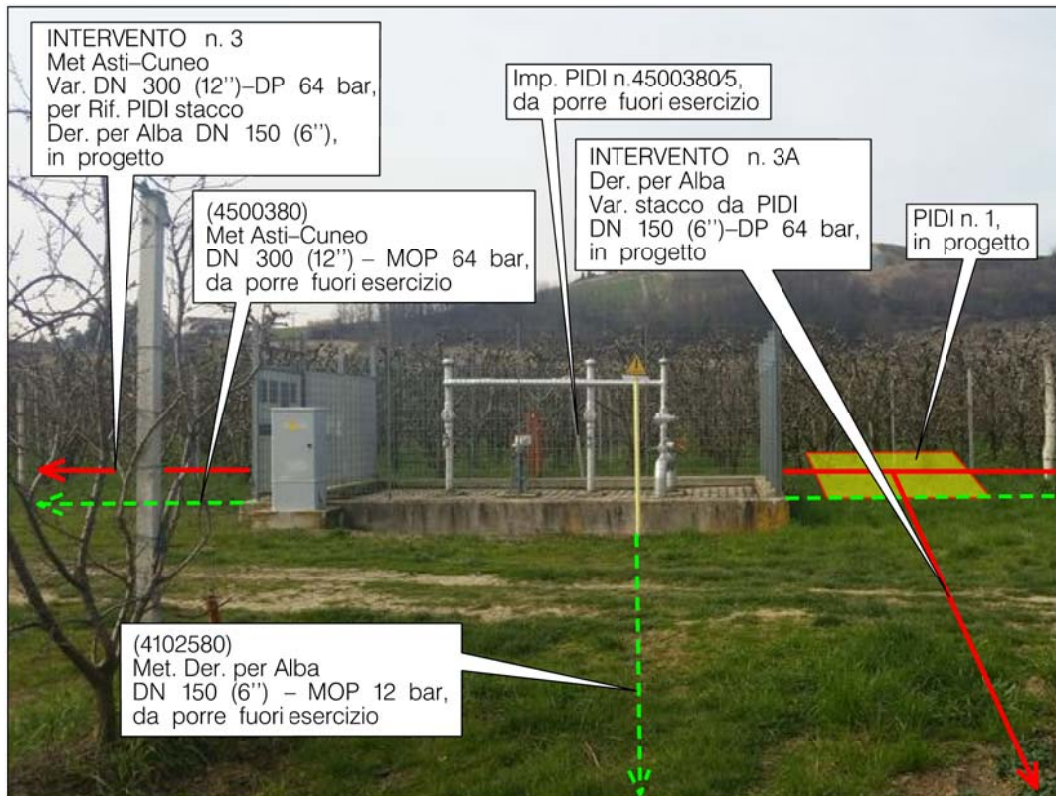 INTERVENTO n. 3
Met Asti–Cuneo
Var. DN 300 (12'')–DP 64 bar,
per Rif. PIDI stacco
Der. per Alba DN 150 (6''),
in progetto
Imp. PIDI n.4500380/5,
da porre fuori esercizio
INTERVENTO n. 3A
Der. per Alba
Var. stacco da PIDI
DN 150 (6'')–DP 64 bar,
in progetto
(4500380)
Met Asti–Cuneo
DN 300 (12'') – MOP 64 bar,
da porre fuori esercizio
PIDI n. 1,
in progetto
(4102580)
Met. Der. per Alba
DN 150 (6'') – MOP 12 bar,
da porre fuori esercizio